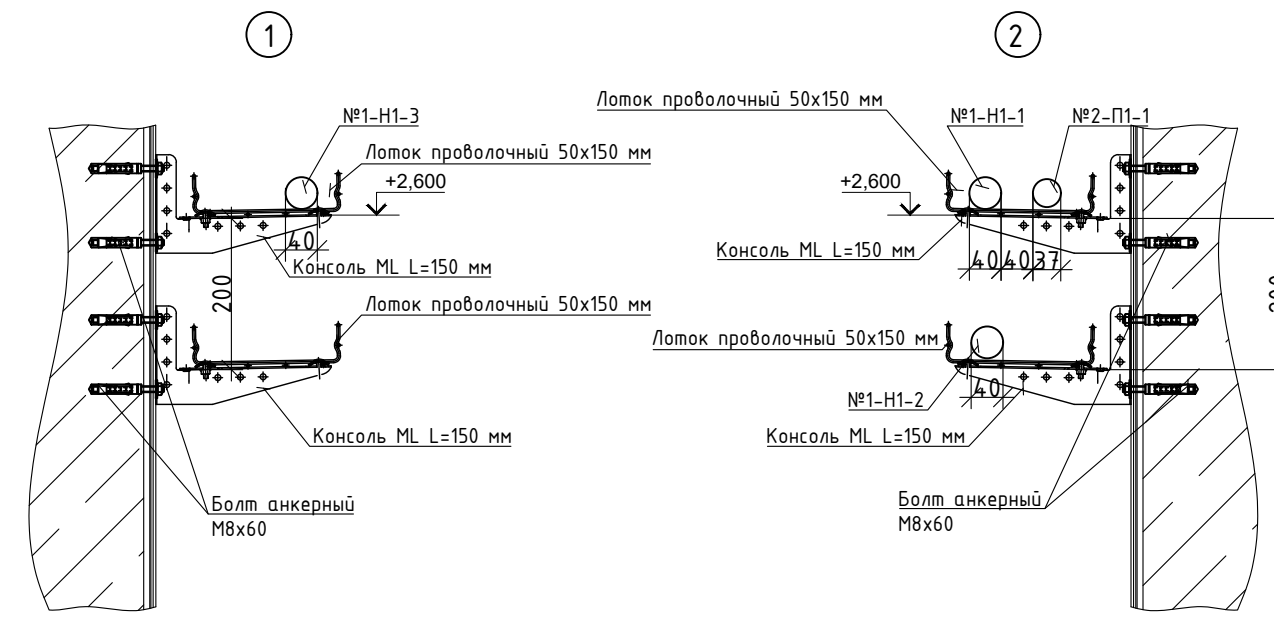 1
№1-Н1-3
Лоток проволочный 50х150 мм
+2,600
40
Консоль ML L=150 мм
200
Лоток проволочный 50х150 мм
Консоль ML L=150 мм
Болт анкерный
М8х60
2
Лоток проволочный 50х150 мм
№1-Н1-1
№2-П1-1
+2,600
Консоль ML L=150 мм
40
40
37
Лоток проволочный 50х150 мм
40
№1-Н1-2
Консоль ML L=150 мм
Болт анкерный
М8х60